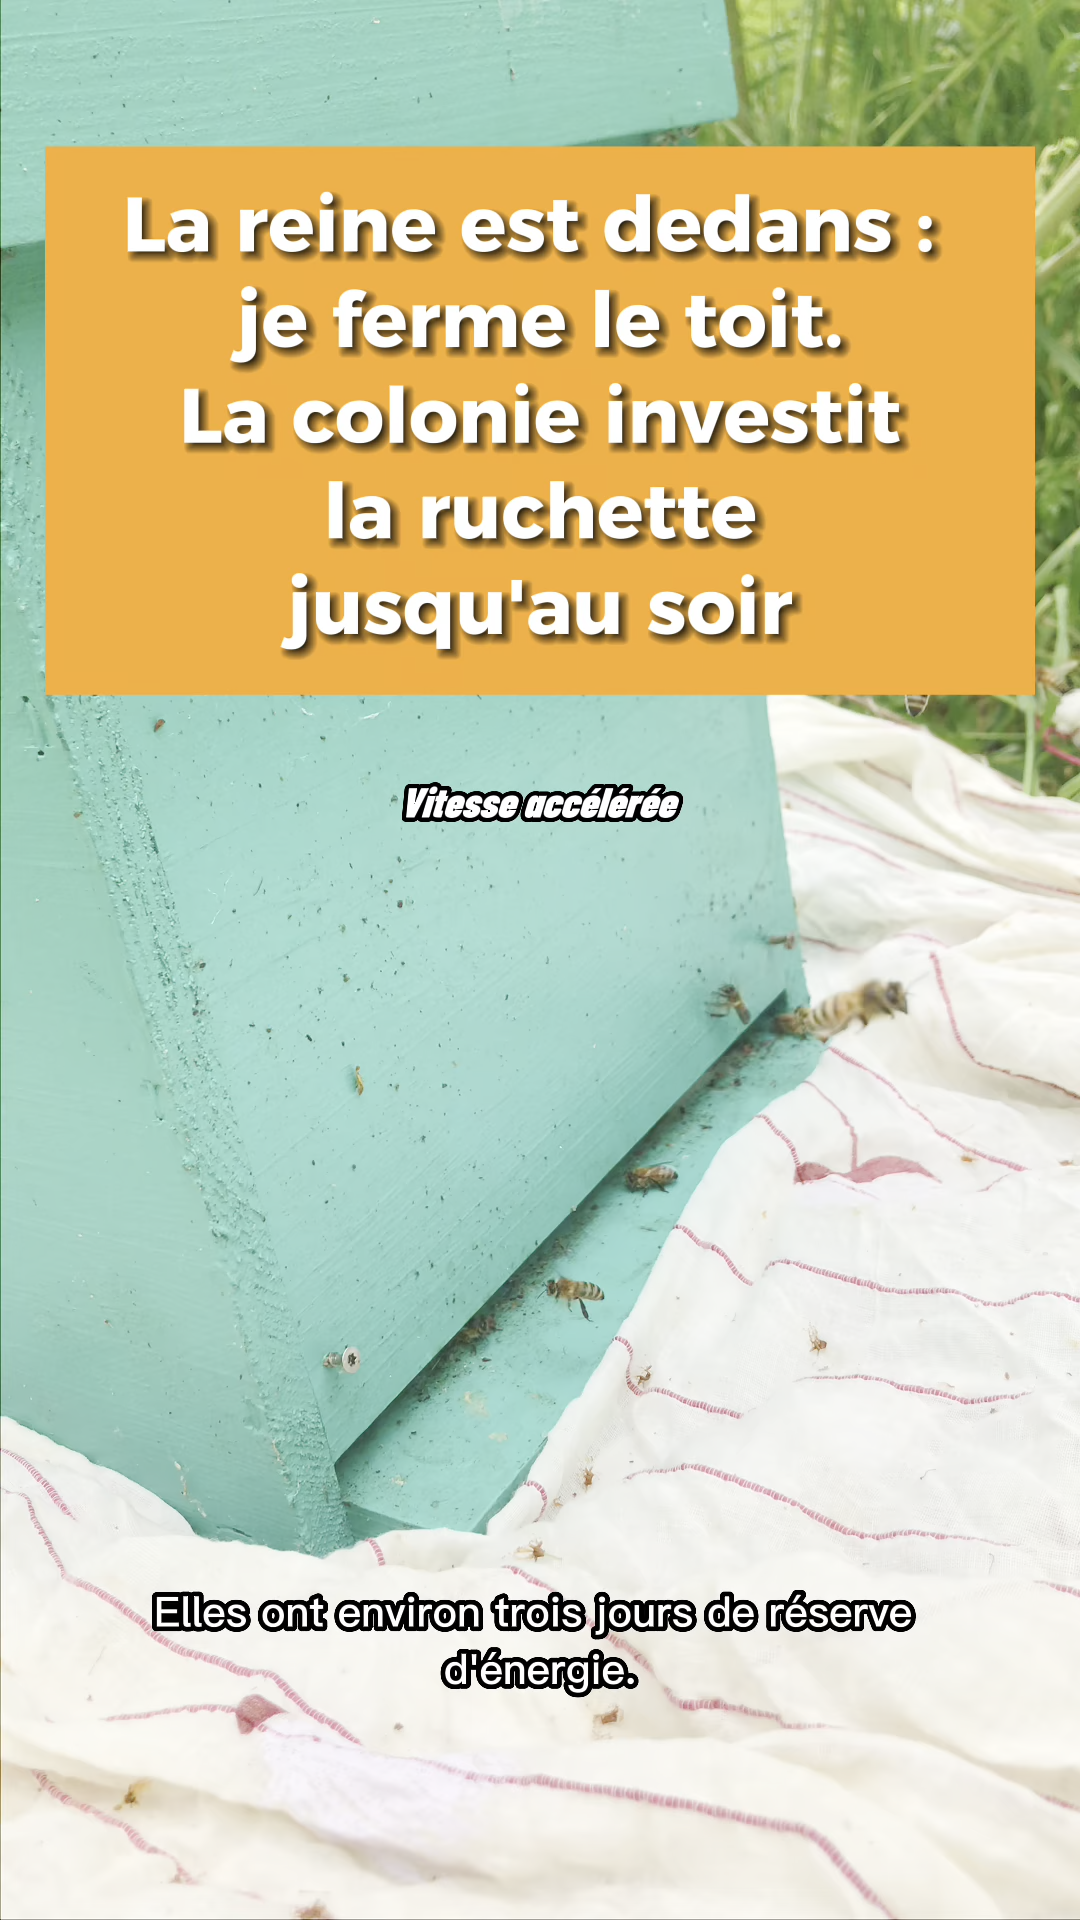 La reine est dedans :
je ferme le toit.
La colonie investit
la ruchette
jusqu'au soir
Vitesse accélérée
Elles ont environ trois jours de réserve
d'énergie.